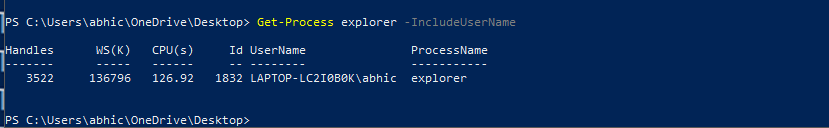 PS C:\Users\abhic\OneDrive\Desktop> Get-Process explorer -IncludeUserName
Handles WS(K) CPU(s) Id UserName ProcessName
------- ----- ------ -- -------- -----------
3522 136796 126.92 1832 LAPTOP-LC2I0B0K\abhic explorer
PS C:\Users\abhic\OneDrive\Desktop>